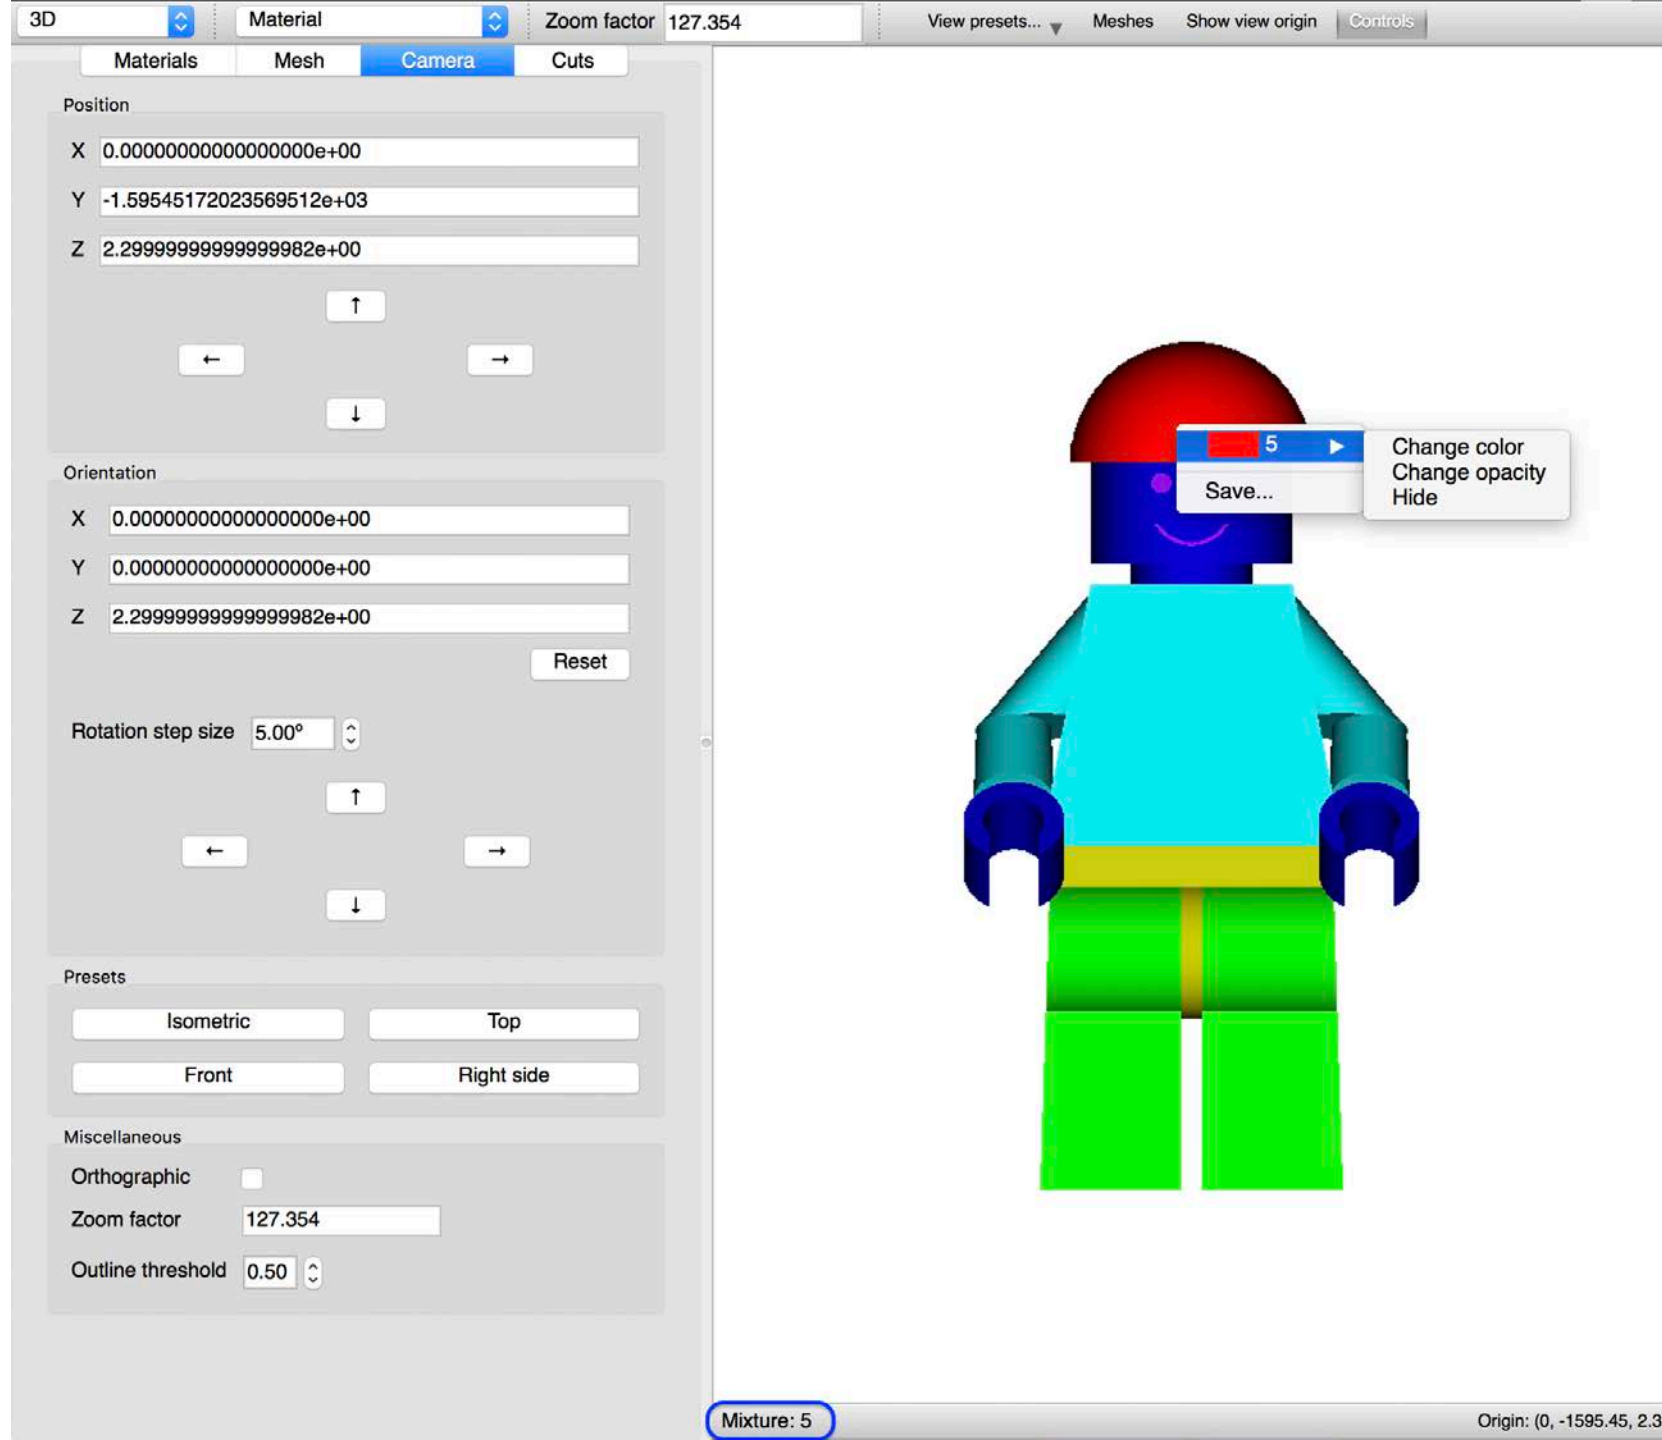 3D Material Zoom factor 127.354 View presets... Meshes Show view origin Controls
Materials Mesh Camera Cuts
Position
X 0.00000000000000000e+00
Y -1.59545172023569512e+03
Z 2.29999999999999982e+00
↑
← →
↓
Orientation
X 0.00000000000000000e+00
Y 0.00000000000000000e+00
Z 2.29999999999999982e+00
Reset
Rotation step size 5.00º
↑
← →
↓
Presets
Isometric Top
Front Right side
Miscellaneous
Orthographic
Zoom factor 127.354
Outline threshold 0.50
5
Save...
Change color
Change opacity
Hide
Mixture: 5
Origin: (0, -1595.45, 2.3